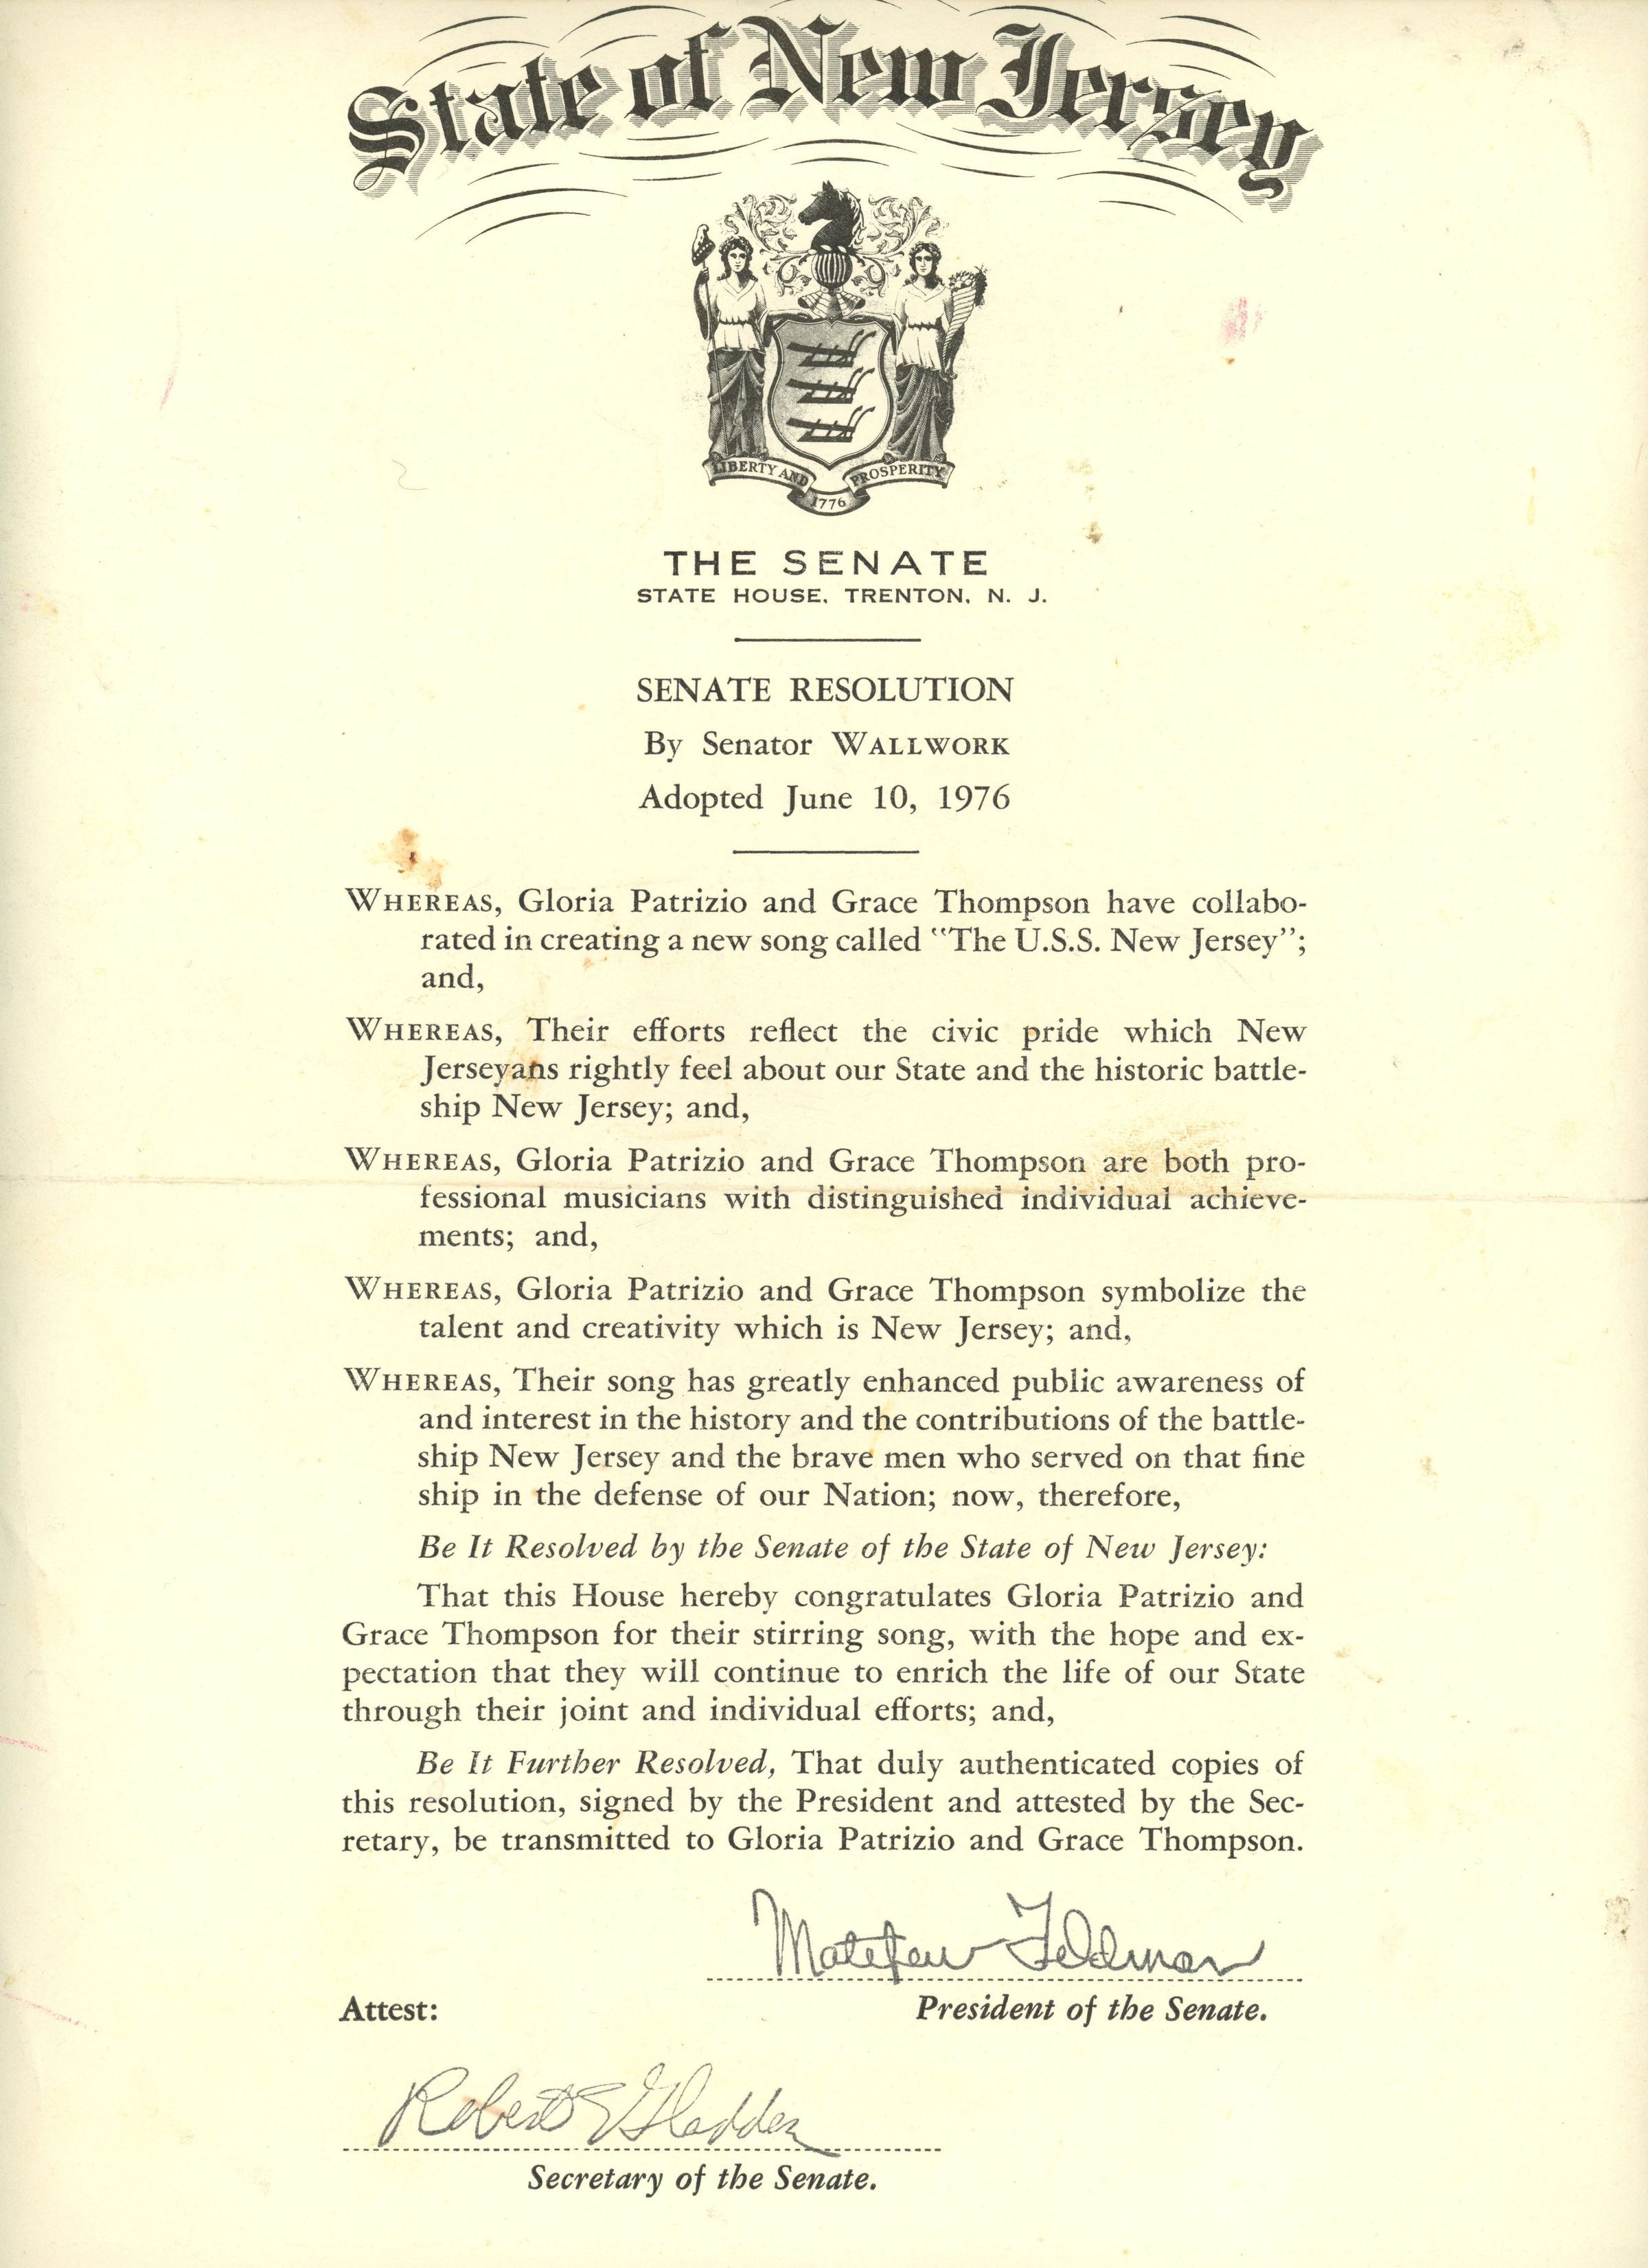 State of New Jersey
LIBERTY AND PROSPERITY
1776
THE SENATE
STATE HOUSE, TRENTON, N. J.
SENATE RESOLUTION
By Senator WALLWORK
Adopted June 10, 1976
WHEREAS, Gloria Patrizio and Grace Thompson have collabo-
rated in creating a new song called "The U.S.S. New Jersey";
and,
WHEREAS, Their efforts reflect the civic pride which New
Jerseyans rightly feel about our State and the historic battle-
ship New Jersey; and,
WHEREAS, Gloria Patrizio and Grace Thompson are both pro-
fessional musicians with distinguished individual achieve-
ments; and,
WHEREAS, Gloria Patrizio and Grace Thompson symbolize the
talent and creativity which is New Jersey; and,
WHEREAS, Their song has greatly enhanced public awareness of
and interest in the history and the contributions of the battle-
ship New Jersey and the brave men who served on that fine
ship in the defense of our Nation; now, therefore,
Be It Resolved by the Senate of the State of New Jersey:
That this House hereby congratulates Gloria Patrizio and
Grace Thompson for their stirring song, with the hope and ex-
pectation that they will continue to enrich the life of our State
through their joint and individual efforts; and,
Be It Further Resolved, That duly authenticated copies of
this resolution, signed by the President and attested by the Sec-
retary, be transmitted to Gloria Patrizio and Grace Thompson.
Matthew Feldman
Attest:
President of the Senate.
Robert E Gladden
Secretary of the Senate.